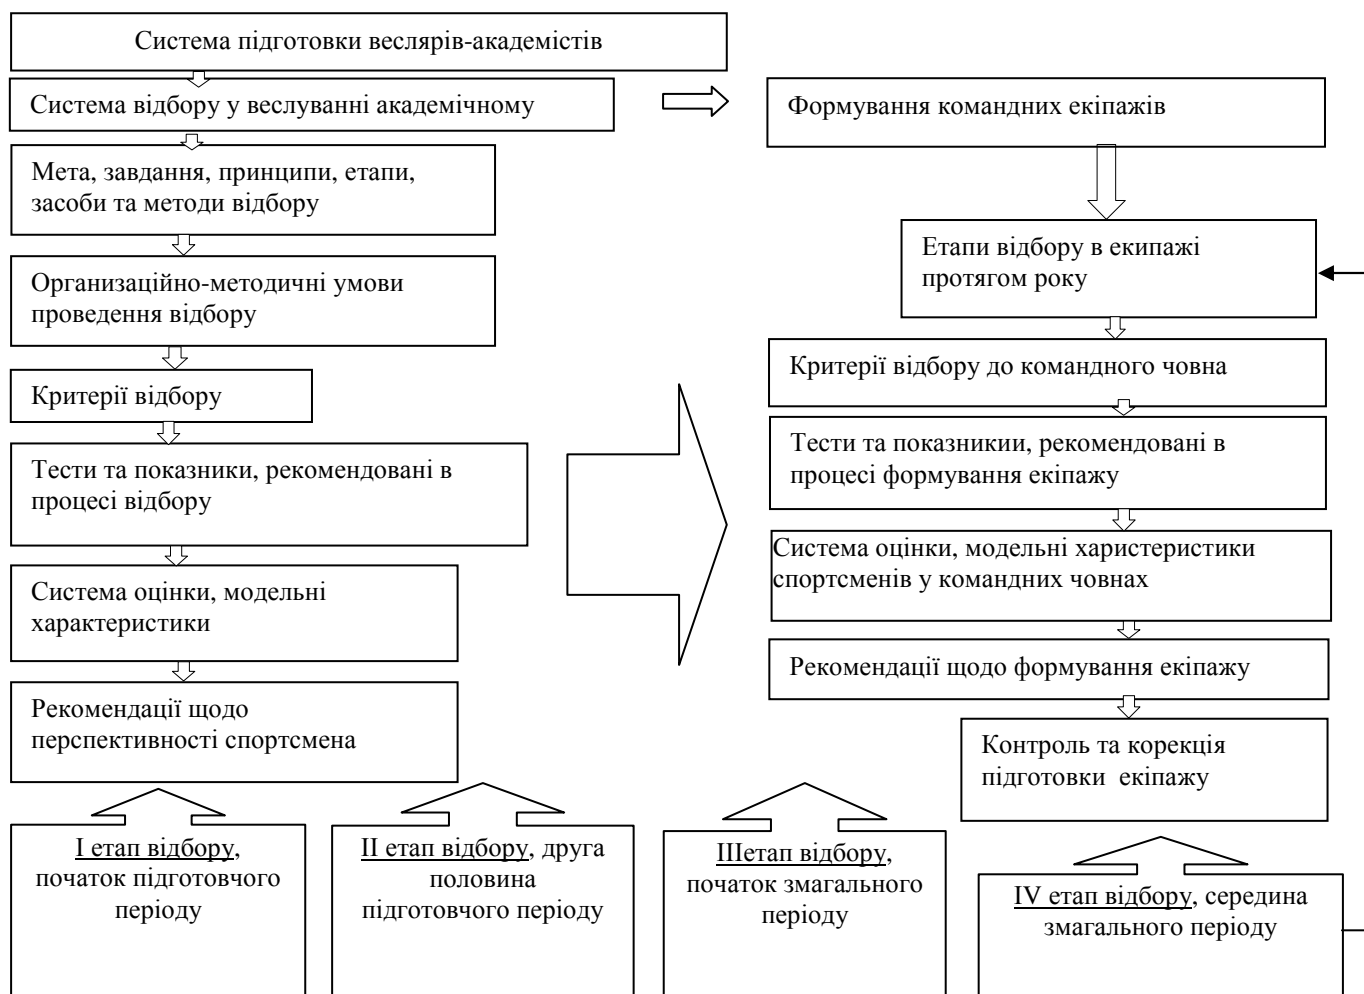 Система підготовки веслярів-академістів
Система відбору у веслуванні академічному
Мета, завдання, принципи, етапи,
засоби та методи відбору
Организаційно-методичні умови
проведення відбору
Критерії відбору
Тести та показники, рекомендовані в
процесі відбору
Система оцінки, модельні
характеристики
Рекомендації щодо
перспективності спортсмена
Формування командних екіпажів
Етапи відбору в екипажі
протягом року
Критерії відбору до командного човна
Тести та показникии, рекомендовані в
процесі формування екіпажу
Система оцінки, модельні харистеристики
спортсменів у командних човнах
Рекомендації щодо формування екіпажу
Контроль та корекція
підготовки екіпажу
І етап відбору,
початок підготовчого
періоду
ІІ етап відбору, друга
половина
підготовчого періоду
ІІІетап відбору,
початок змагального
періоду
IV етап відбору, середина
змагального періоду